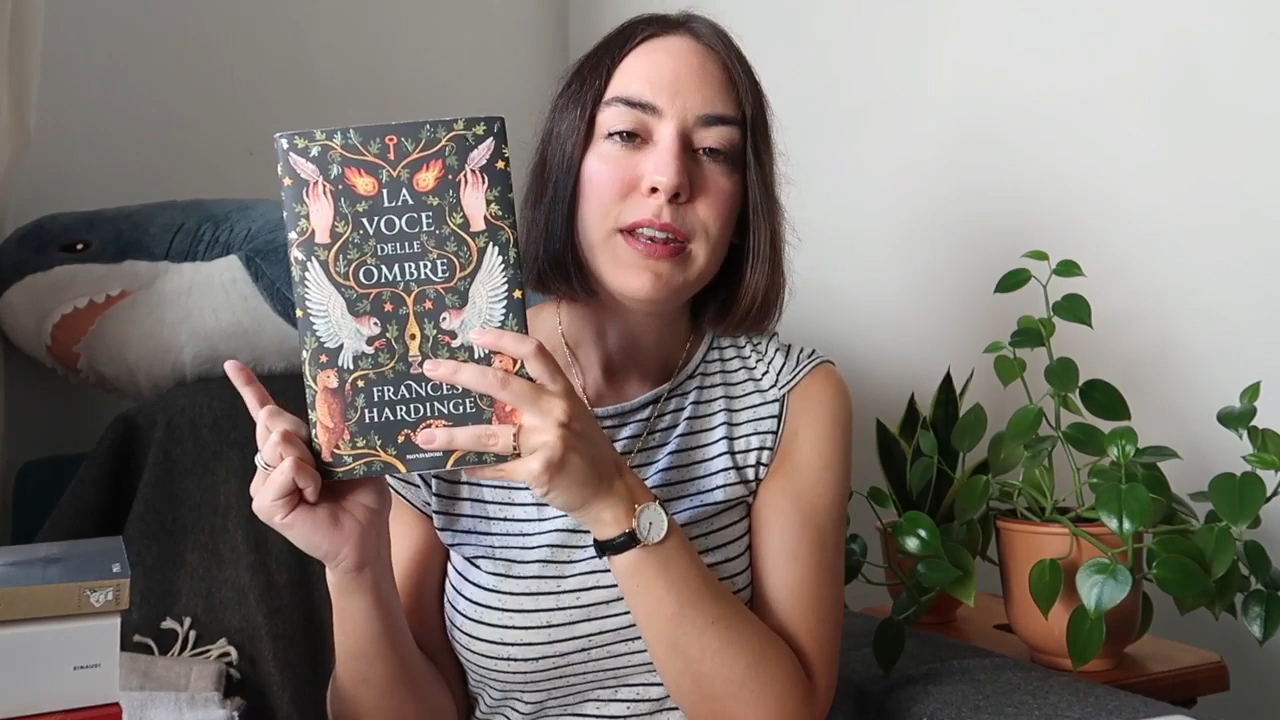 LA
VOCE
DELLE
OMBRE
FRANCES
HARDINGE
MONDADORI
EINAUDI